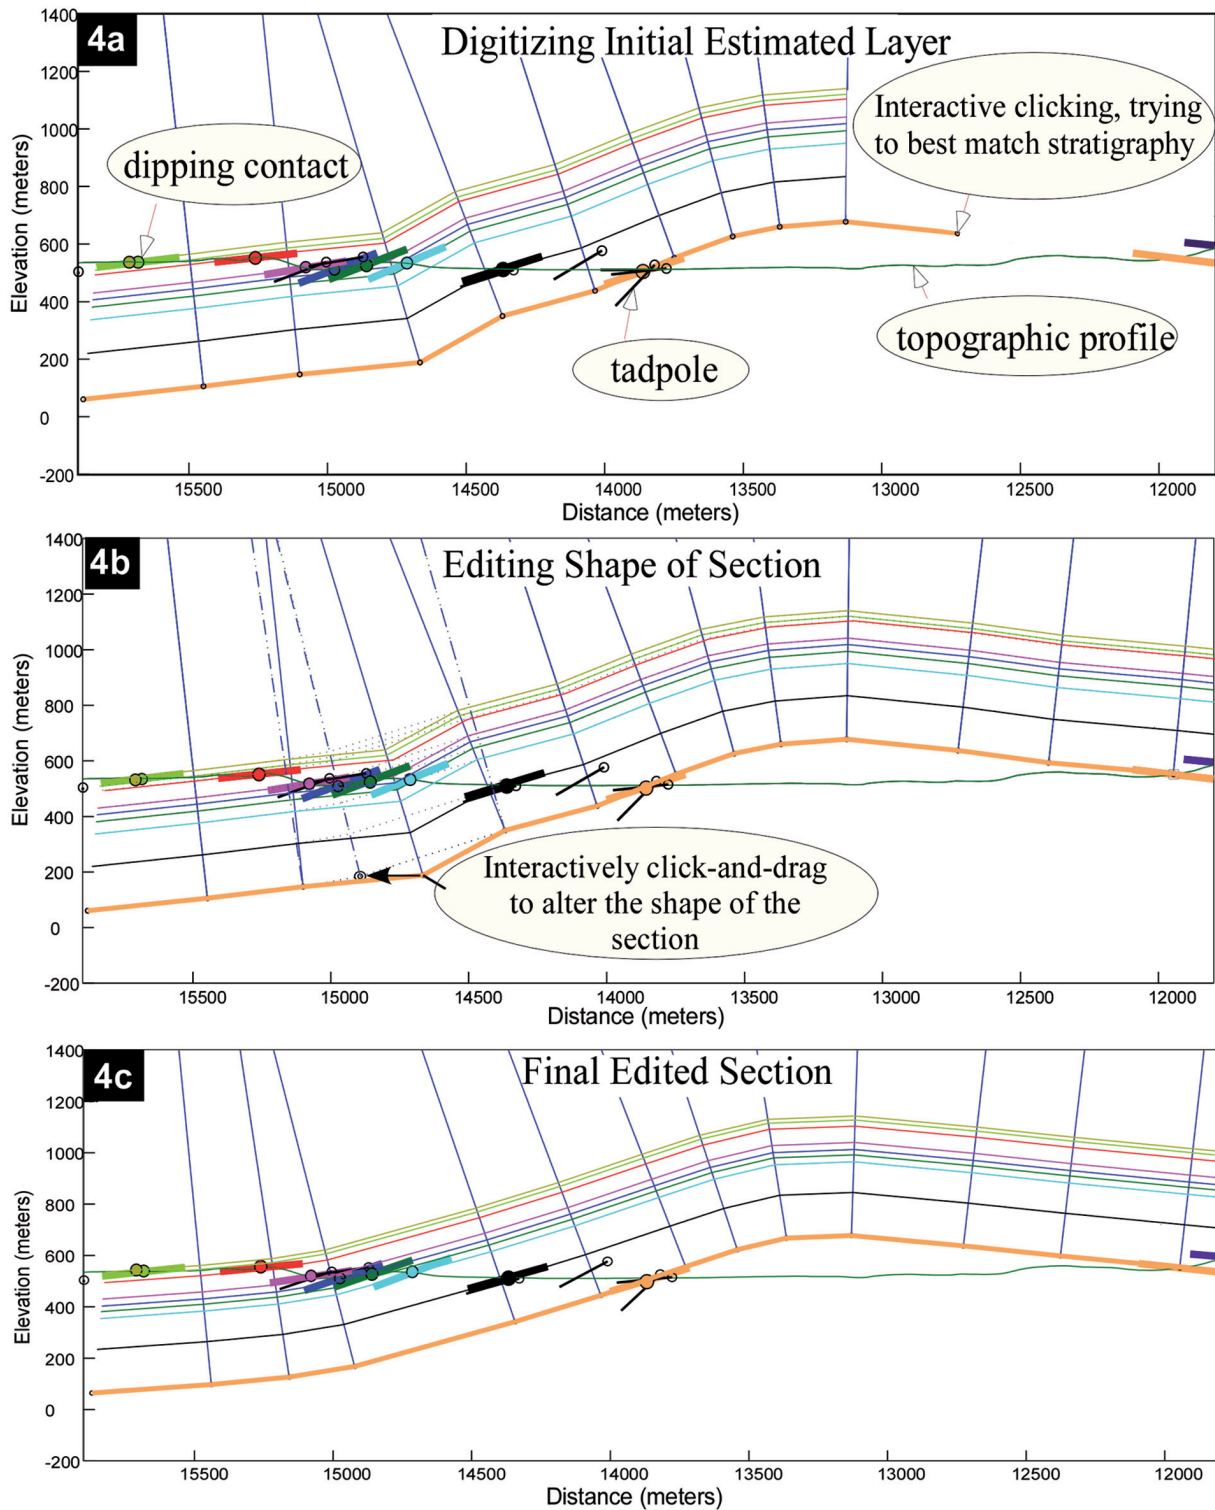 4a
Digitizing Initial Estimated Layer
1400
1200
1000
800
600
400
200
0
-200
Elevation (meters)
dipping contact
Interactive clicking, trying
to best match stratigraphy
tadpole
topographic profile
15500 15000 14500 14000 13500 13000 12500 12000
Distance (meters)
4b
Editing Shape of Section
1400
1200
1000
800
600
400
200
0
-200
Elevation (meters)
Interactively click-and-drag
to alter the shape of the
section
15500 15000 14500 14000 13500 13000 12500 12000
Distance (meters)
4c
Final Edited Section
1400
1200
1000
800
600
400
200
0
-200
Elevation (meters)
15500 15000 14500 14000 13500 13000 12500 12000
Distance (meters)